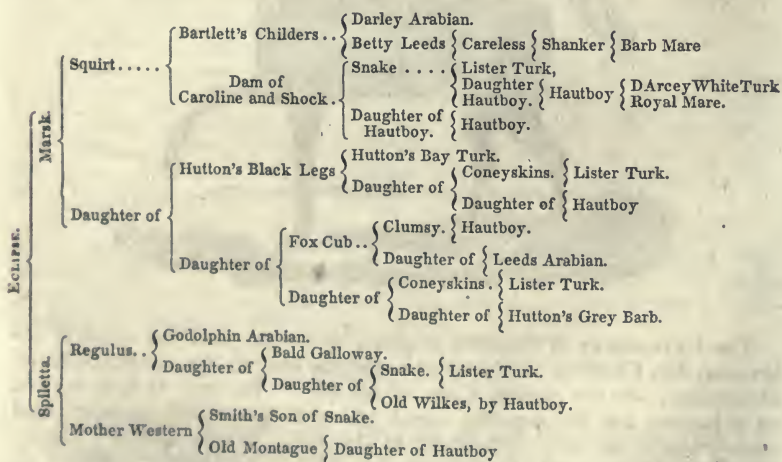 Darley Arabian.
Bartlett's Childers..
Betty Leeds { Careless { Shanker { Barb Mare
Squirt.....
Snake .... Lister Turk,
Dam of
Caroline and Shock.
Daughter
Hautboy. { Hautboy { DArceyWhiteTurk
Royal Mare.
Daughter of
Hautboy. { Hautboy.
Marsk.
Hutton's Black Legs
Hutton's Bay Turk.
Daughter of
Coneyskins. } Lister Turk.
Daughter of { Hautboy
Daughter of
Fox Cub..
Clumsy. { Hautboy.
Daughter of { Leeds Arabian.
Daughter of
Daughter of
Coneyskins. { Lister Turk.
Daughter of { Hutton's Grey Barb.
ECLIPSE.
Regulus..
Godolphin Arabian.
Daughter of
Bald Galloway.
Daughter of
Snake. { Lister Turk.
Old Wilkes, by Hautboy.
Spiletta.
Mother Western
Smith's Son of Snake.
Old Montague { Daughter of Hautboy